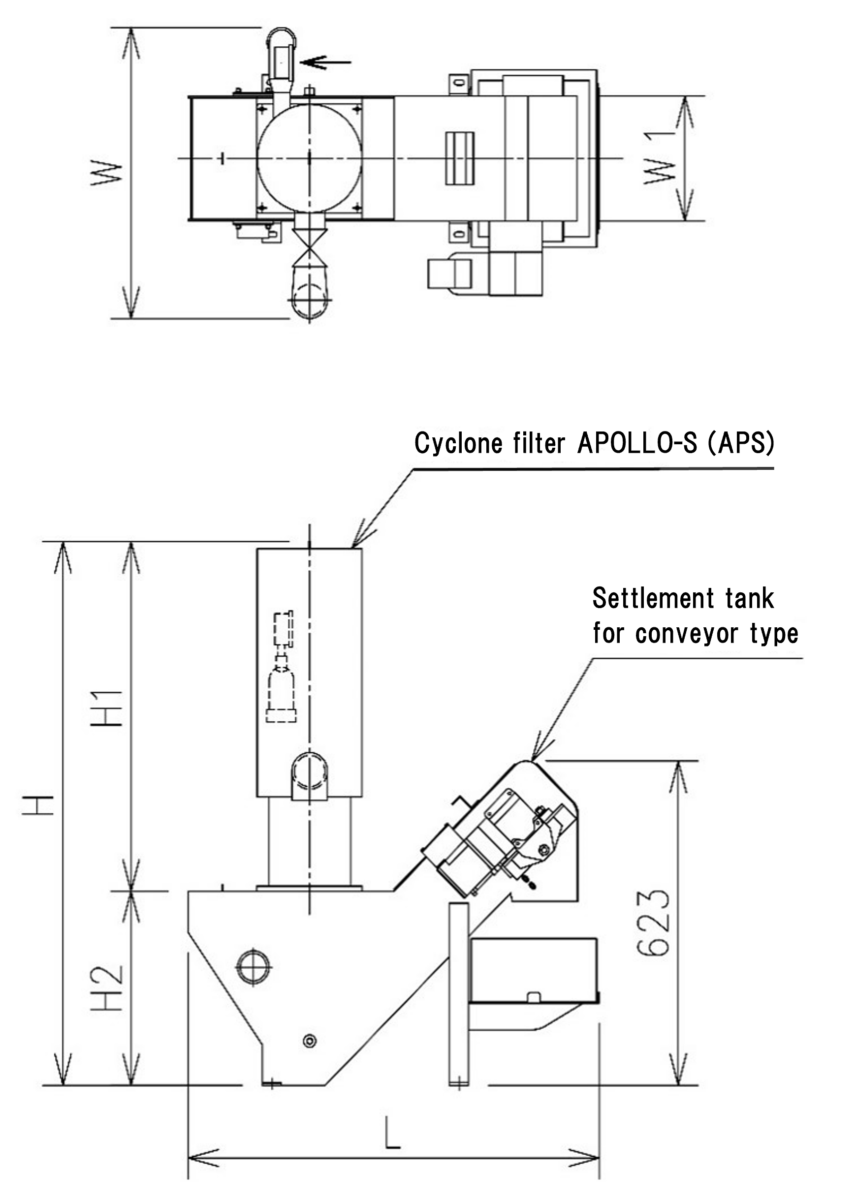 W
W1
Cyclone filter APOLLO-S (APS)
Settlement tank
for conveyor type
H1
H
623
H2
L